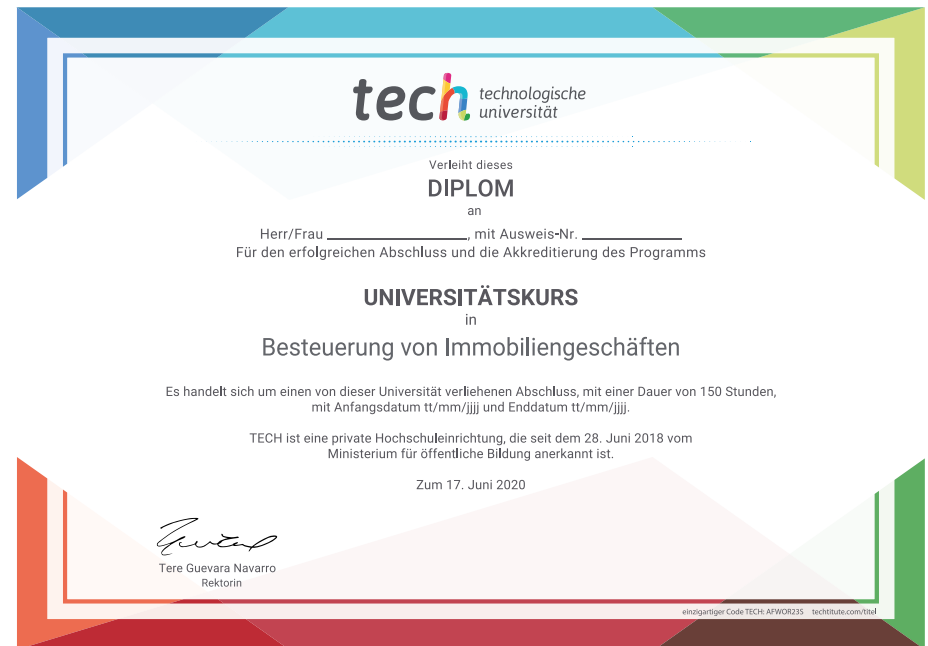 tech technologische
universität
Verleiht dieses
DIPLOM
an
Herr/Frau ____________________, mit Ausweis-Nr. ______________
Für den erfolgreichen Abschluss und die Akkreditierung des Programms
UNIVERSITÄTSKURS
in
Besteuerung von Immobiliengeschäften
Es handelt sich um einen von dieser Universität verliehenen Abschluss, mit einer Dauer von 150 Stunden,
mit Anfangsdatum tt/mm/jjjj und Enddatum tt/mm/jjjj.
TECH ist eine private Hochschuleinrichtung, die seit dem 28. Juni 2018 vom
Ministerium für öffentliche Bildung anerkannt ist.
Zum 17. Juni 2020
Tere Guevara Navarro
Rektorin
einzigartiger Code TECH: AFWOR23S techtitute.com/titel